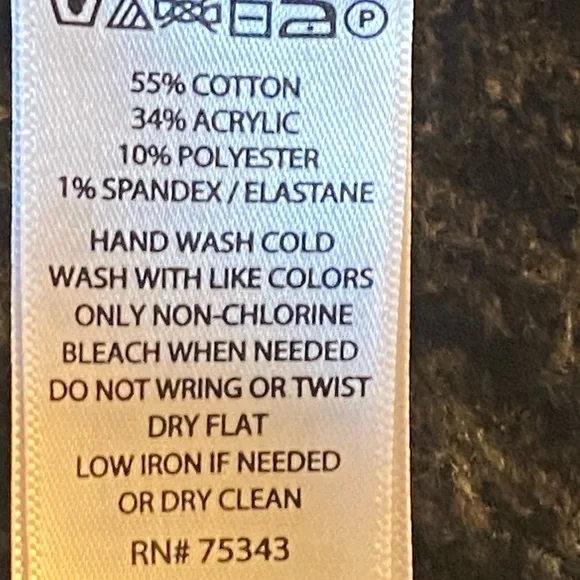 P
55% COTTON
34% ACRYLIC
10% POLYESTER
1% SPANDEX / ELASTANE
HAND WASH COLD
WASH WITH LIKE COLORS
ONLY NON-CHLORINE
BLEACH WHEN NEEDED
DO NOT WRING OR TWIST
DRY FLAT
LOW IRON IF NEEDED
OR DRY CLEAN
RN# 75343